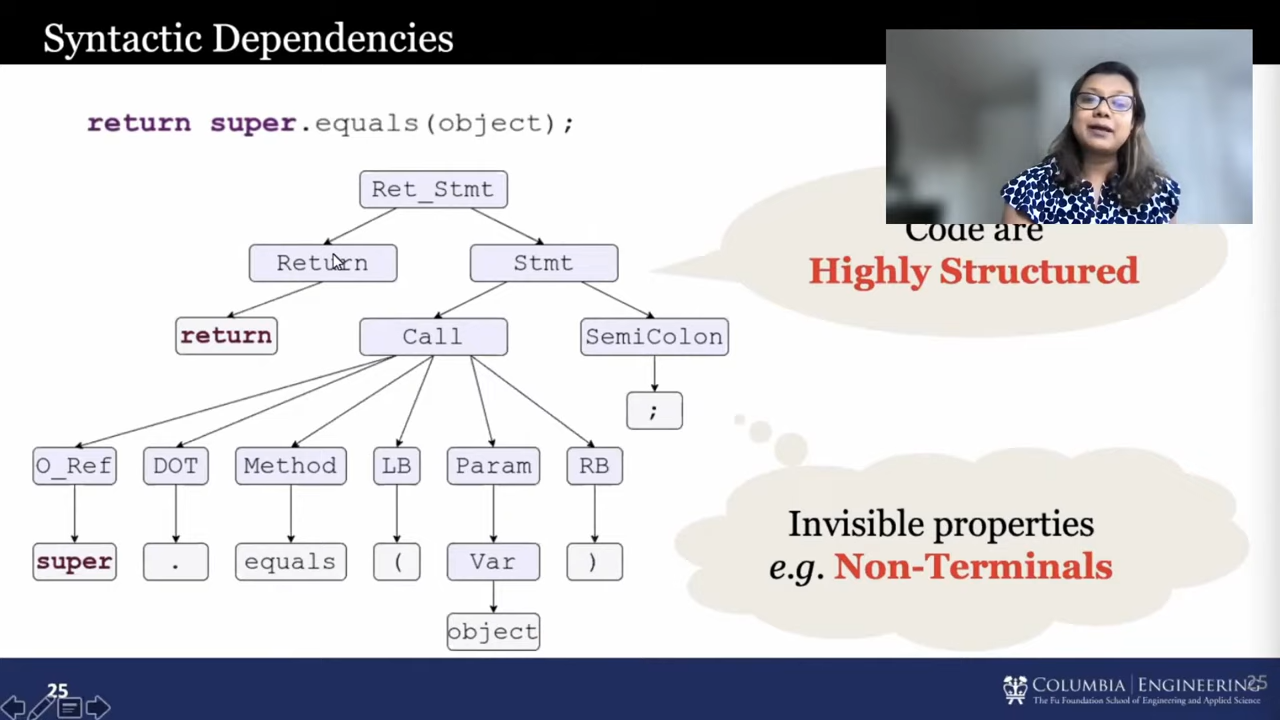 Syntactic Dependencies
return super.equals(object);
Ret_Stmt
Return
Stmt
return
Call
SemiColon
;
O_Ref
DOT
Method
LB
Param
RB
super
.
equals
(
Var
)
object
Code are
Highly Structured
Invisible properties
e.g. Non-Terminals
25
COLUMBIA | ENGINEERING
The Fu Foundation School of Engineering and Applied Science
25